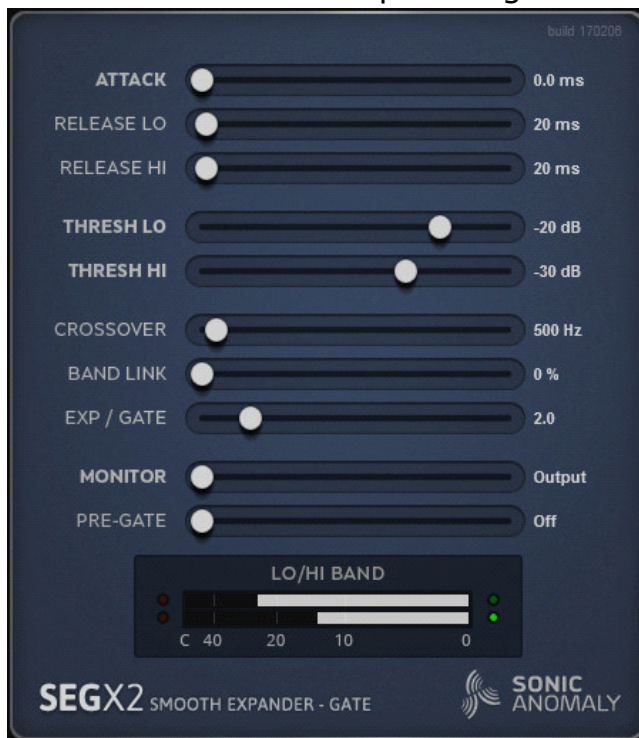 build 170206
ATTACK 0.0 ms
RELEASE LO 20 ms
RELEASE HI 20 ms
THRESH LO -20 dB
THRESH HI -30 dB
CROSSOVER 500 Hz
BAND LINK 0 %
EXP / GATE 2.0
MONITOR Output
PRE-GATE Off
LO/HI BAND
C 40 20 10 0
SEGX2 SMOOTH EXPANDER - GATE
SONIC
ANOMALY